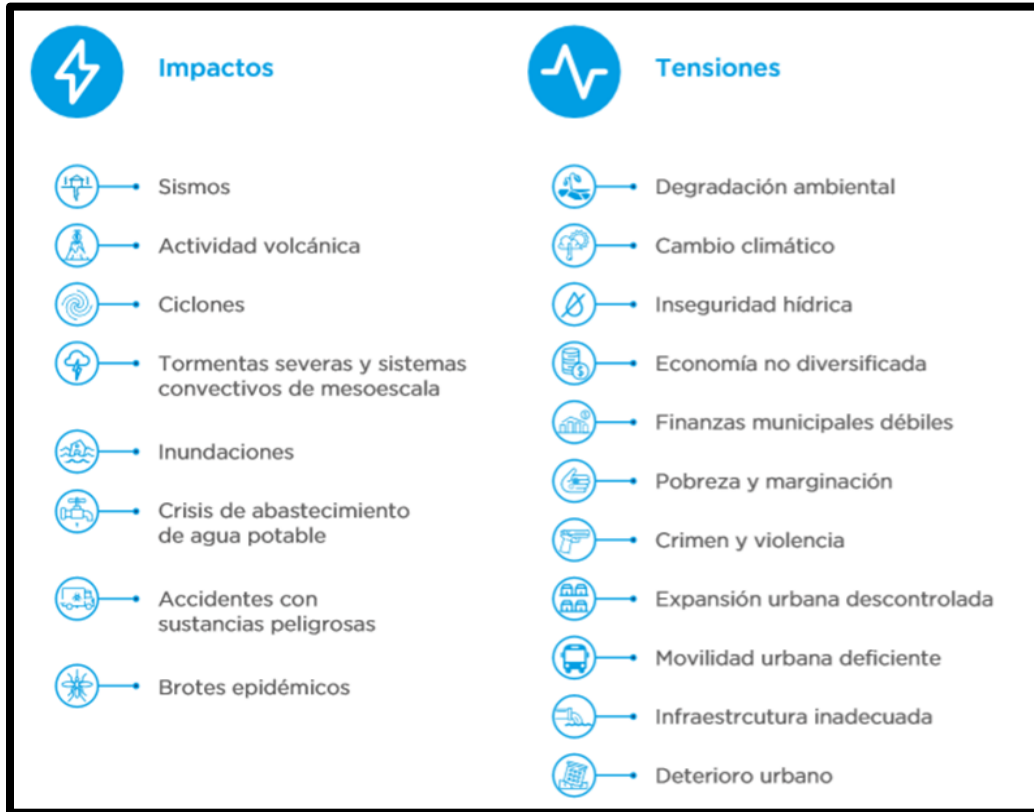 Impactos
Sismos
Actividad volcánica
Ciclones
Tormentas severas y sistemas
convectivos de mesoescala
Inundaciones
Crisis de abastecimiento
de agua potable
Accidentes con
sustancias peligrosas
Brotes epidémicos
Tensiones
Degradación ambiental
Cambio climático
Inseguridad hídrica
Economía no diversificada
Finanzas municipales débiles
Pobreza y marginación
Crimen y violencia
Expansión urbana descontrolada
Movilidad urbana deficiente
Infraestrcutura inadecuada
Deterioro urbano